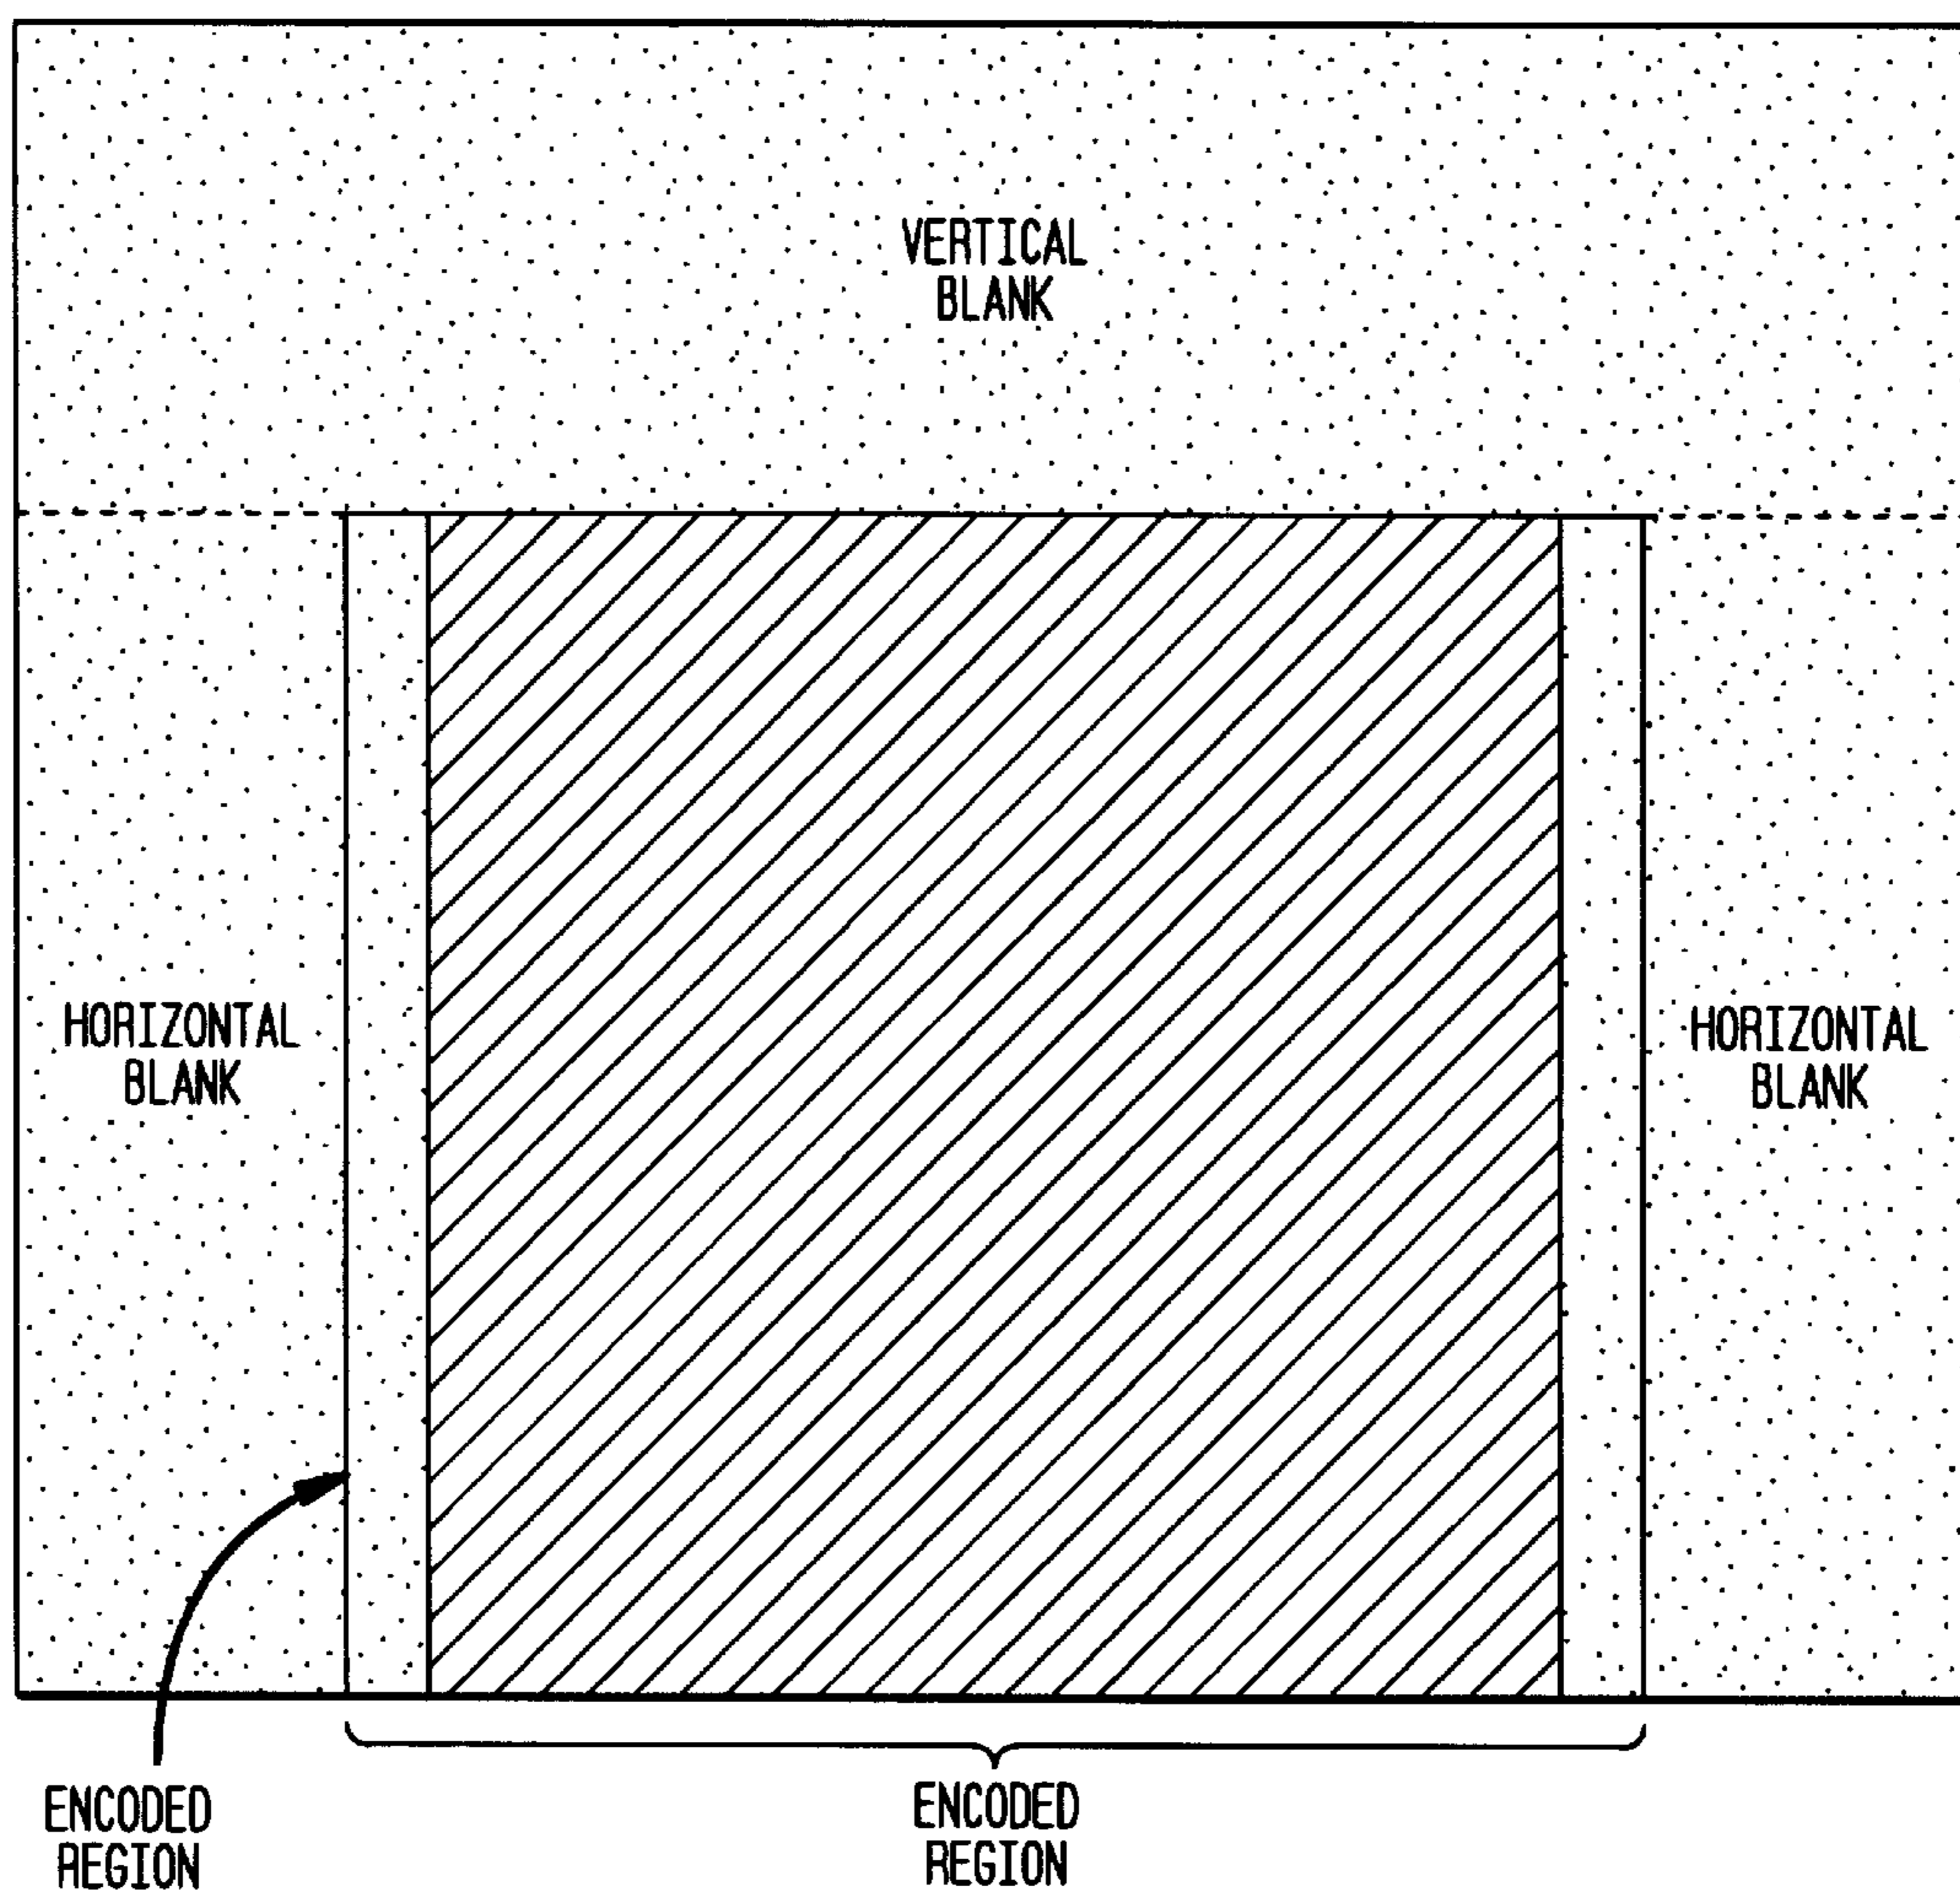 VERTICAL
BLANK
HORIZONTAL
BLANK
HORIZONTAL
BLANK
ENCODED
REGION
ENCODED
REGION